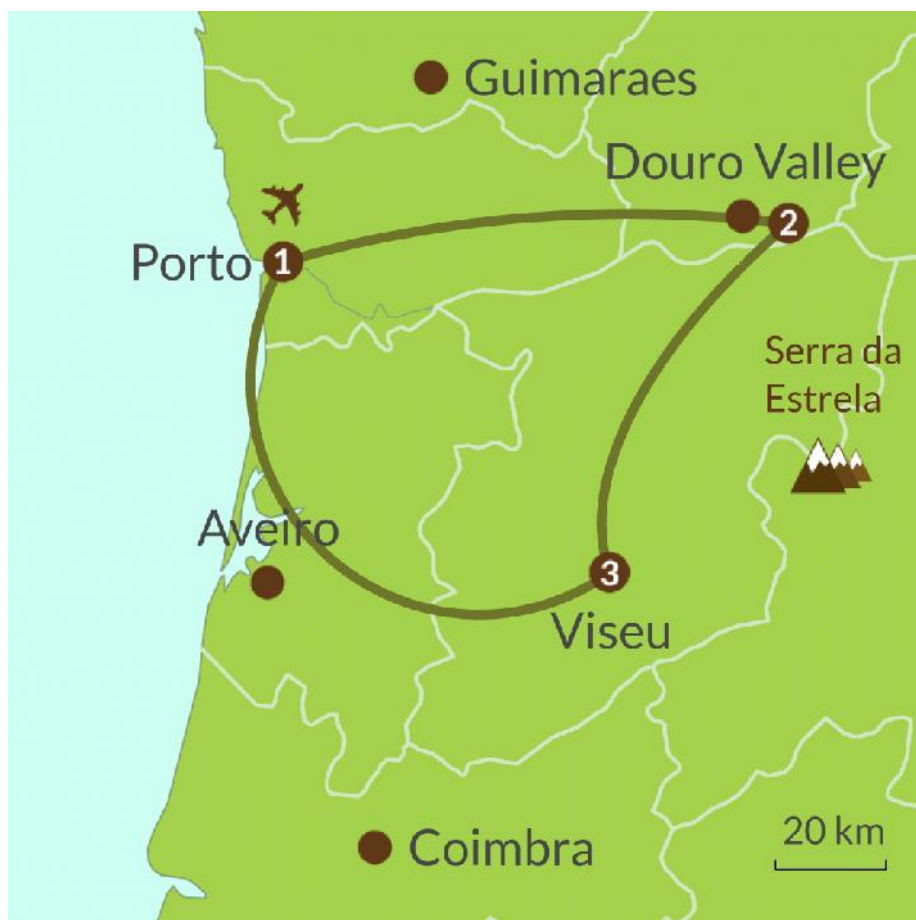 Guimaraes
Douro Valley
2
Porto
1
Serra da
Estrela
Aveiro
3
Viseu
Coimbra
20 km